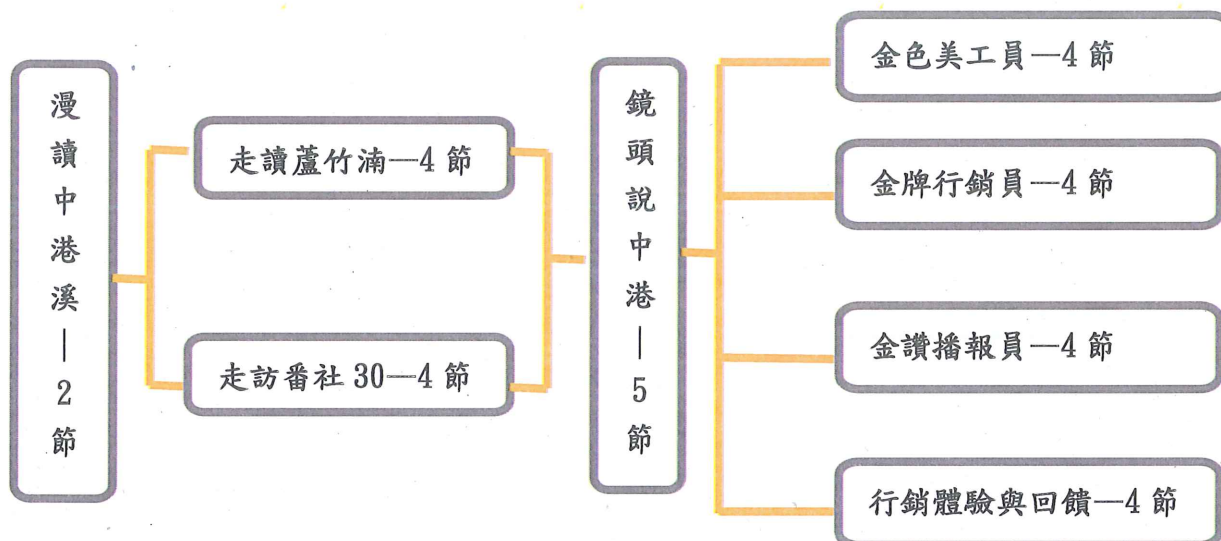 漫讀中港溪—2節
走讀蘆竹湳—4 節
走訪番社 30—4 節
鏡頭說中港—5節
金色美工員—4 節
金牌行銷員—4 節
金讚播報員—4 節
行銷體驗與回饋—4 節